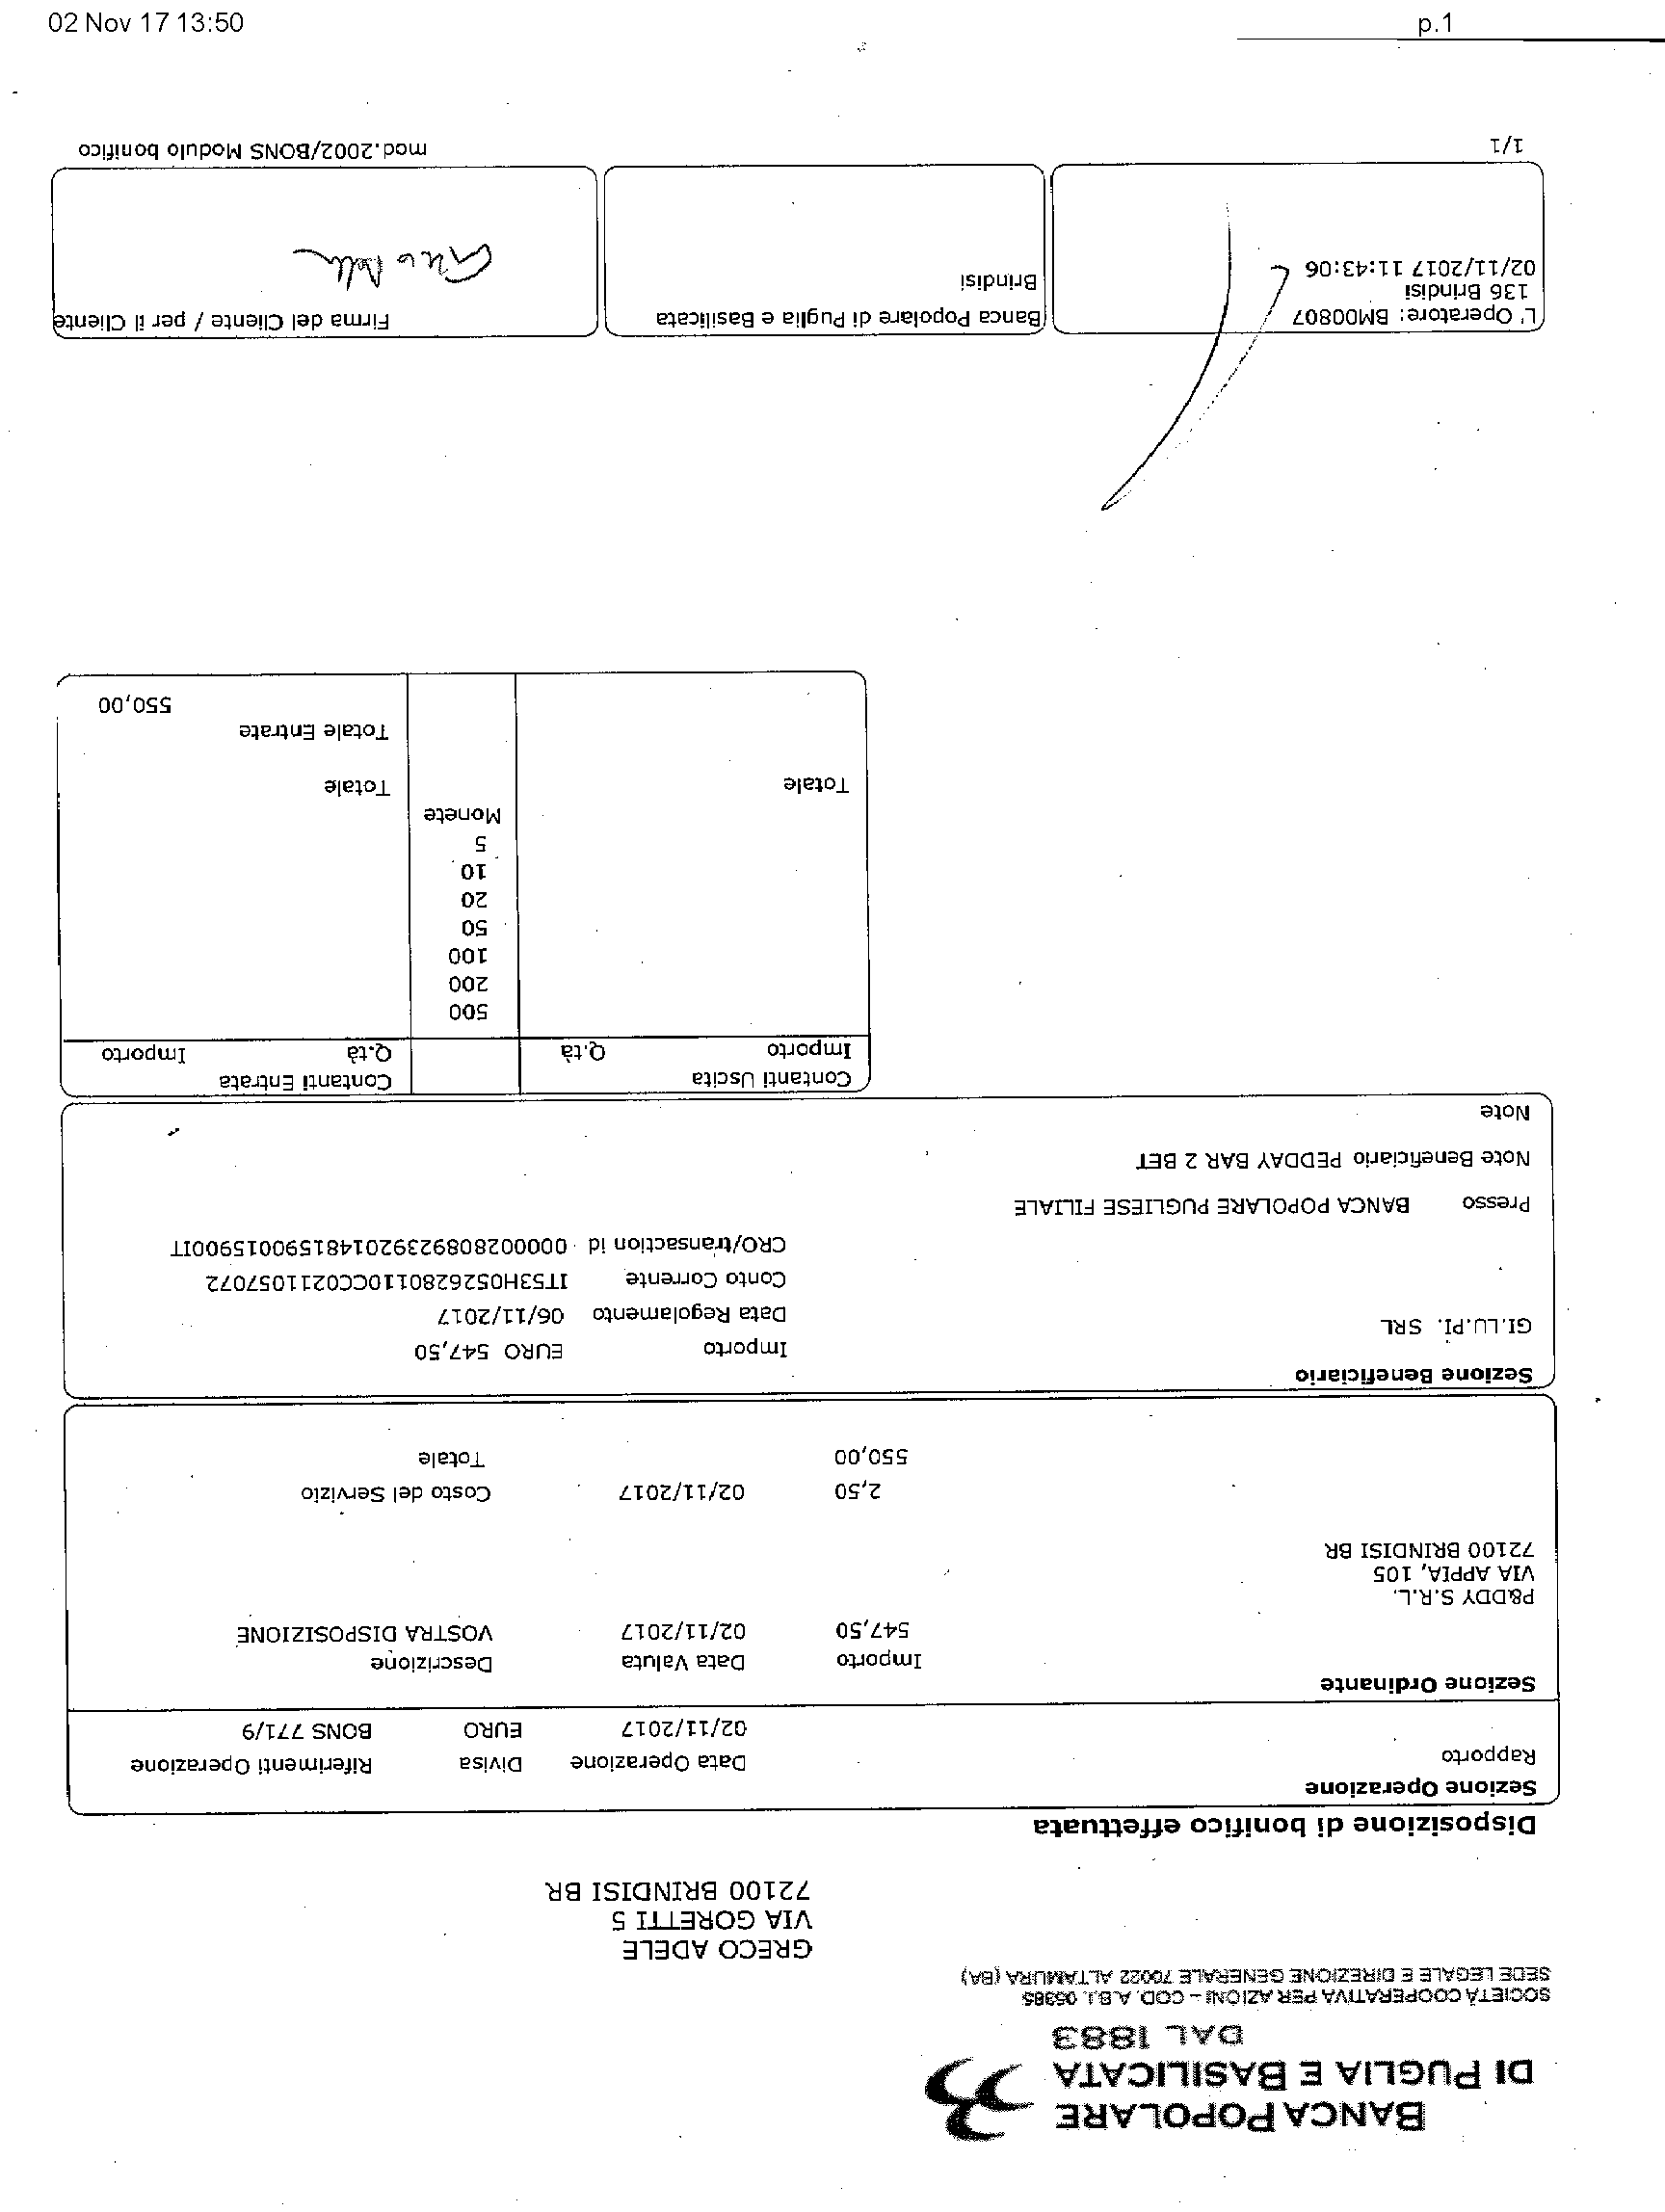 02 Nov 17 13:50
p.1
BANCA POPOLARE
DI PUGLIA E BASILICATA
DAL 1883
SOCIETÀ COOPERATIVA PER AZIONI - COD. A.B.I. 05385
SEDE LEGALE E DIREZIONE GENERALE 70022 ALTAMURA (BA)
GRECO ADELE
VIA GORETTI 5
72100 BRINDISI BR
Disposizione di bonifico effettuata
Sezione Operazione
Rapporto Data Operazione Divisa Riferimenti Operazione
02/11/2017 EURO BONS 771/9
Sezione Ordinante
Importo Data Valuta Descrizione
547,50 02/11/2017 VOSTRA DISPOSIZIONE
P&DDY S.R.L.
VIA APPIA, 105
72100 BRINDISI BR
2,50 02/11/2017 Costo del Servizio
550,00 Totale
Sezione Beneficiario
GI.LU.PI. SRL
Importo EURO 547,50
Data Regolamento 06/11/2017
Conto Corrente IT53H0526280110CC0211057072
CRO/transaction id 0000028089239201481590015900IT
Presso BANCA POPOLARE PUGLIESE FILIALE
Note Beneficiario PEDDAY BAR 2 BET
Note
Contanti Uscita Contanti Entrata
Importo Q.tà Q.tà Importo
500
200
100
50
20
10
5
Monete
Totale Totale
Totale Entrate
550,00
L' Operatore: BM00807
136 Brindisi
02/11/2017 11:43:06
Banca Popolare di Puglia e Basilicata
Brindisi
Firma del Cliente / per il Cliente
1/1
mod.2002/BONS Modulo bonifico